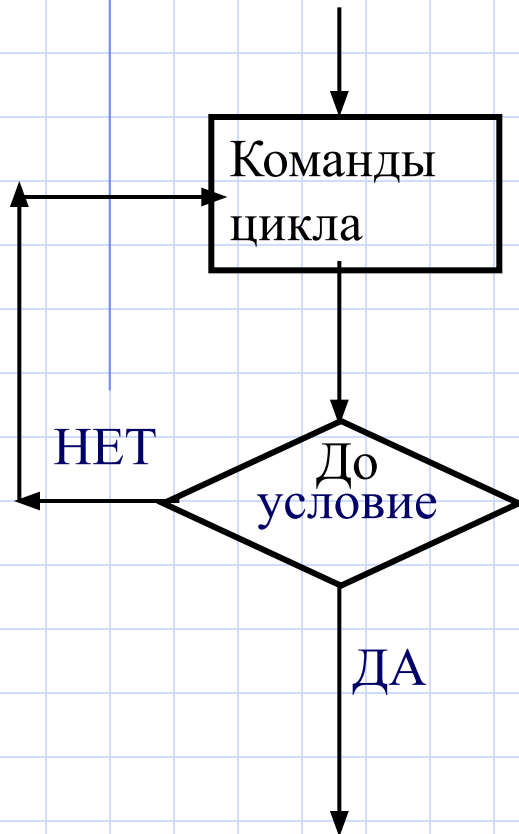 Команды
цикла
НЕТ
До
условие
ДА